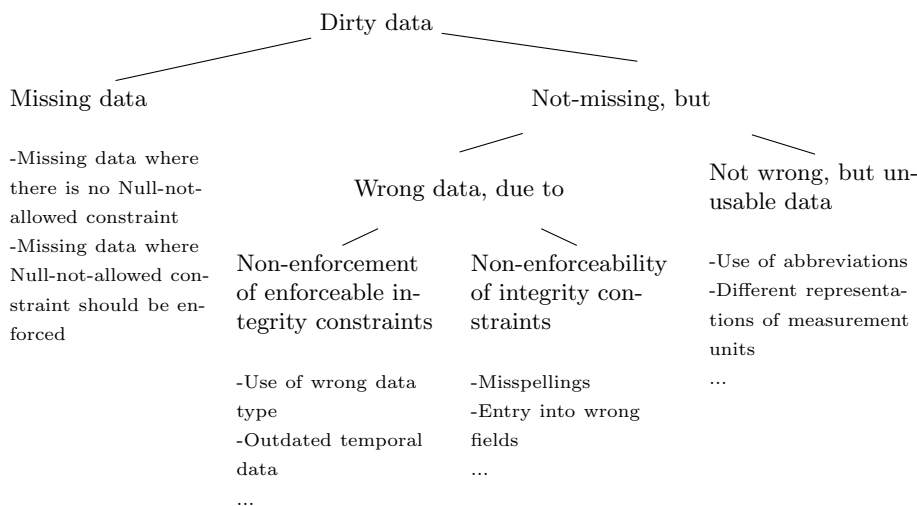 Dirty data
Missing data
-Missing data where
there is no Null-not-
allowed constraint
-Missing data where
Null-not-allowed con-
straint should be en-
forced
Not-missing, but
Wrong data, due to
Non-enforcement
of enforceable in-
tegrity constraints
-Use of wrong data
type
-Outdated temporal
data
...
Non-enforceability
of integrity con-
straints
-Misspellings
-Entry into wrong
fields
...
Not wrong, but un-
usable data
-Use of abbreviations
-Different representa-
tions of measurement
units
...